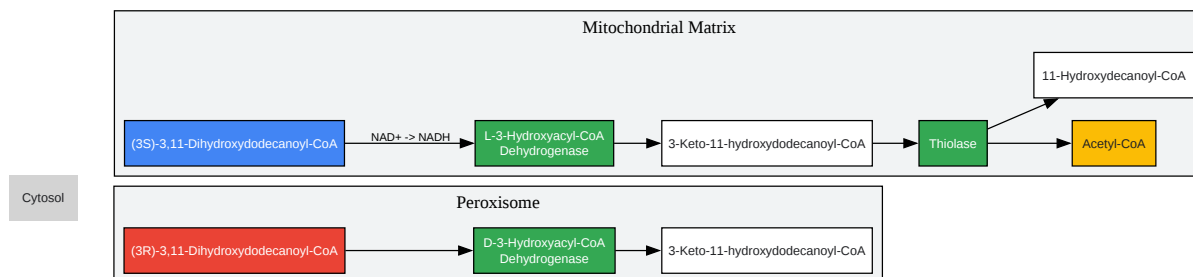 Mitochondrial Matrix
11-Hydroxydecanoyl-CoA
(3S)-3,11-Dihydroxydodecanoyl-CoA
NAD+ -> NADH
L-3-Hydroxyacyl-CoA
Dehydrogenase
3-Keto-11-hydroxydodecanoyl-CoA
Thiolase
Acetyl-CoA
Cytosol
Peroxisome
(3R)-3,11-Dihydroxydodecanoyl-CoA
D-3-Hydroxyacyl-CoA
Dehydrogenase
3-Keto-11-hydroxydodecanoyl-CoA